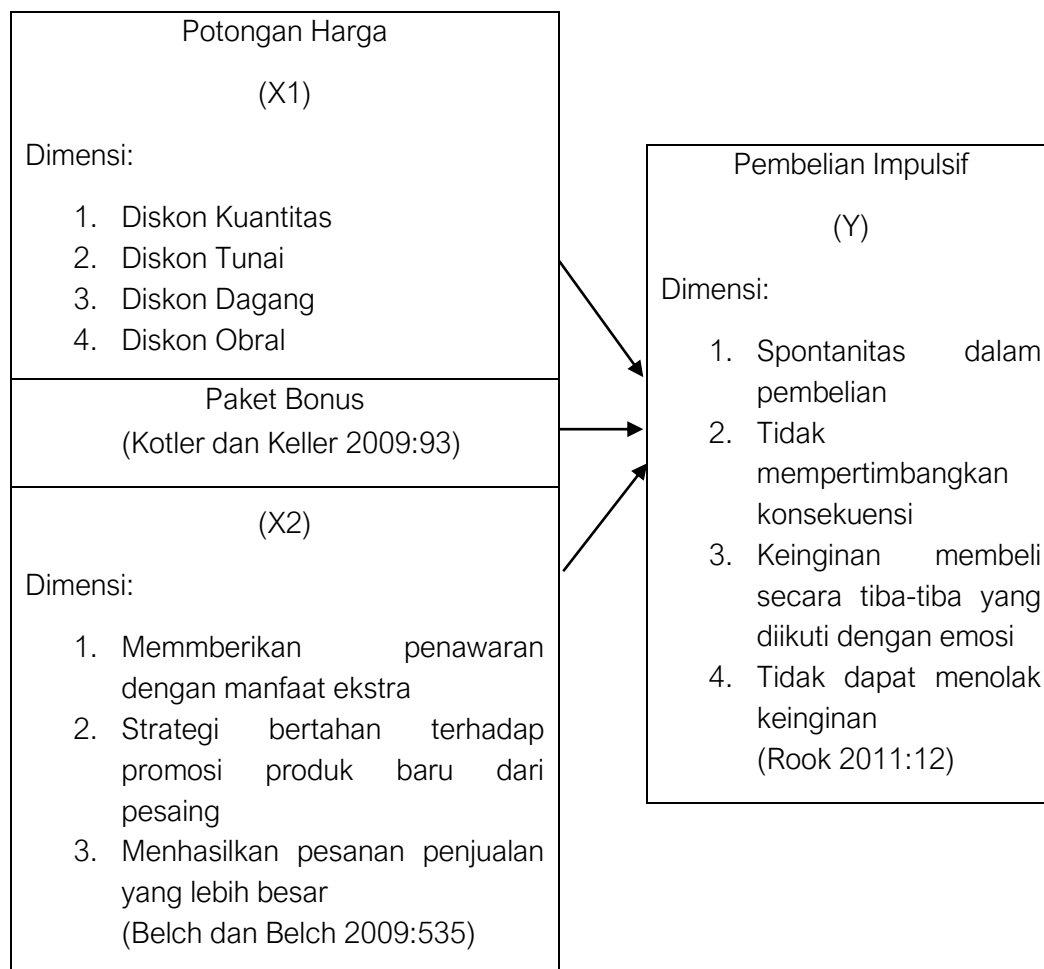 Potongan Harga
(X1)
Dimensi:
1. Diskon Kuantitas
2. Diskon Tunai
3. Diskon Dagang
4. Diskon Obral
Paket Bonus
(Kotler dan Keller 2009:93)
(X2)
Dimensi:
1. Memmberikan penawaran
dengan manfaat ekstra
2. Strategi bertahan terhadap
promosi produk baru dari
pesaing
3. Menhasilkan pesanan penjualan
yang lebih besar
(Belch dan Belch 2009:535)
Pembelian Impulsif
(Y)
Dimensi:
1. Spontanitas dalam
pembelian
2. Tidak
mempertimbangkan
konsekuensi
3. Keinginan membeli
secara tiba-tiba yang
diikuti dengan emosi
4. Tidak dapat menolak
keinginan
(Rook 2011:12)